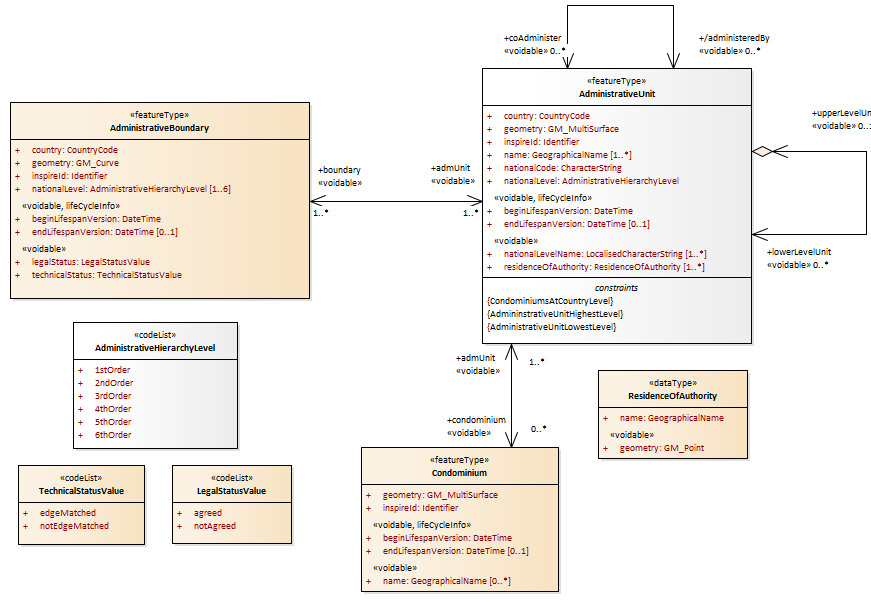 +coAdminister
«voidable» 0..*
+/administeredBy
«voidable» 0..*
«featureType»
AdministrativeUnit
+ country: CountryCode
+ geometry: GM_MultiSurface
+ inspireId: Identifier
+ name: GeographicalName [1..*]
+ nationalCode: CharacterString
+ nationalLevel: AdministrativeHierarchyLevel
«voidable, lifeCycleInfo»
+ beginLifespanVersion: DateTime
+ endLifespanVersion: DateTime [0..1]
«voidable»
+ nationalLevelName: LocalisedCharacterString [1..*]
+ residenceOfAuthority: ResidenceOfAuthority [1..*]
constraints
{CondominiumsAtCountryLevel}
{AdmininstrativeUnitHighestLevel}
{AdministrativeUnitLowestLevel}
+upperLevelUn
«voidable» 0..
+lowerLevelUnit
«voidable» 0..*
«featureType»
AdministrativeBoundary
+ country: CountryCode
+ geometry: GM_Curve
+ inspireId: Identifier
+ nationalLevel: AdministrativeHierarchyLevel [1..6]
«voidable, lifeCycleInfo»
+ beginLifespanVersion: DateTime
+ endLifespanVersion: DateTime [0..1]
«voidable»
+ legalStatus: LegalStatusValue
+ technicalStatus: TechnicalStatusValue
+boundary
«voidable»
1..*
+admUnit
«voidable»
1..*
«codeList»
AdministrativeHierarchyLevel
+ 1stOrder
+ 2ndOrder
+ 3rdOrder
+ 4thOrder
+ 5thOrder
+ 6thOrder
+admUnit
«voidable»
1..*
+condominium
«voidable»
0..*
«dataType»
ResidenceOfAuthority
+ name: GeographicalName
«voidable»
+ geometry: GM_Point
«codeList»
TechnicalStatusValue
+ edgeMatched
+ notEdgeMatched
«codeList»
LegalStatusValue
+ agreed
+ notAgreed
«featureType»
Condominium
+ geometry: GM_MultiSurface
+ inspireId: Identifier
«voidable, lifeCycleInfo»
+ beginLifespanVersion: DateTime
+ endLifespanVersion: DateTime [0..1]
«voidable»
+ name: GeographicalName [0..*]